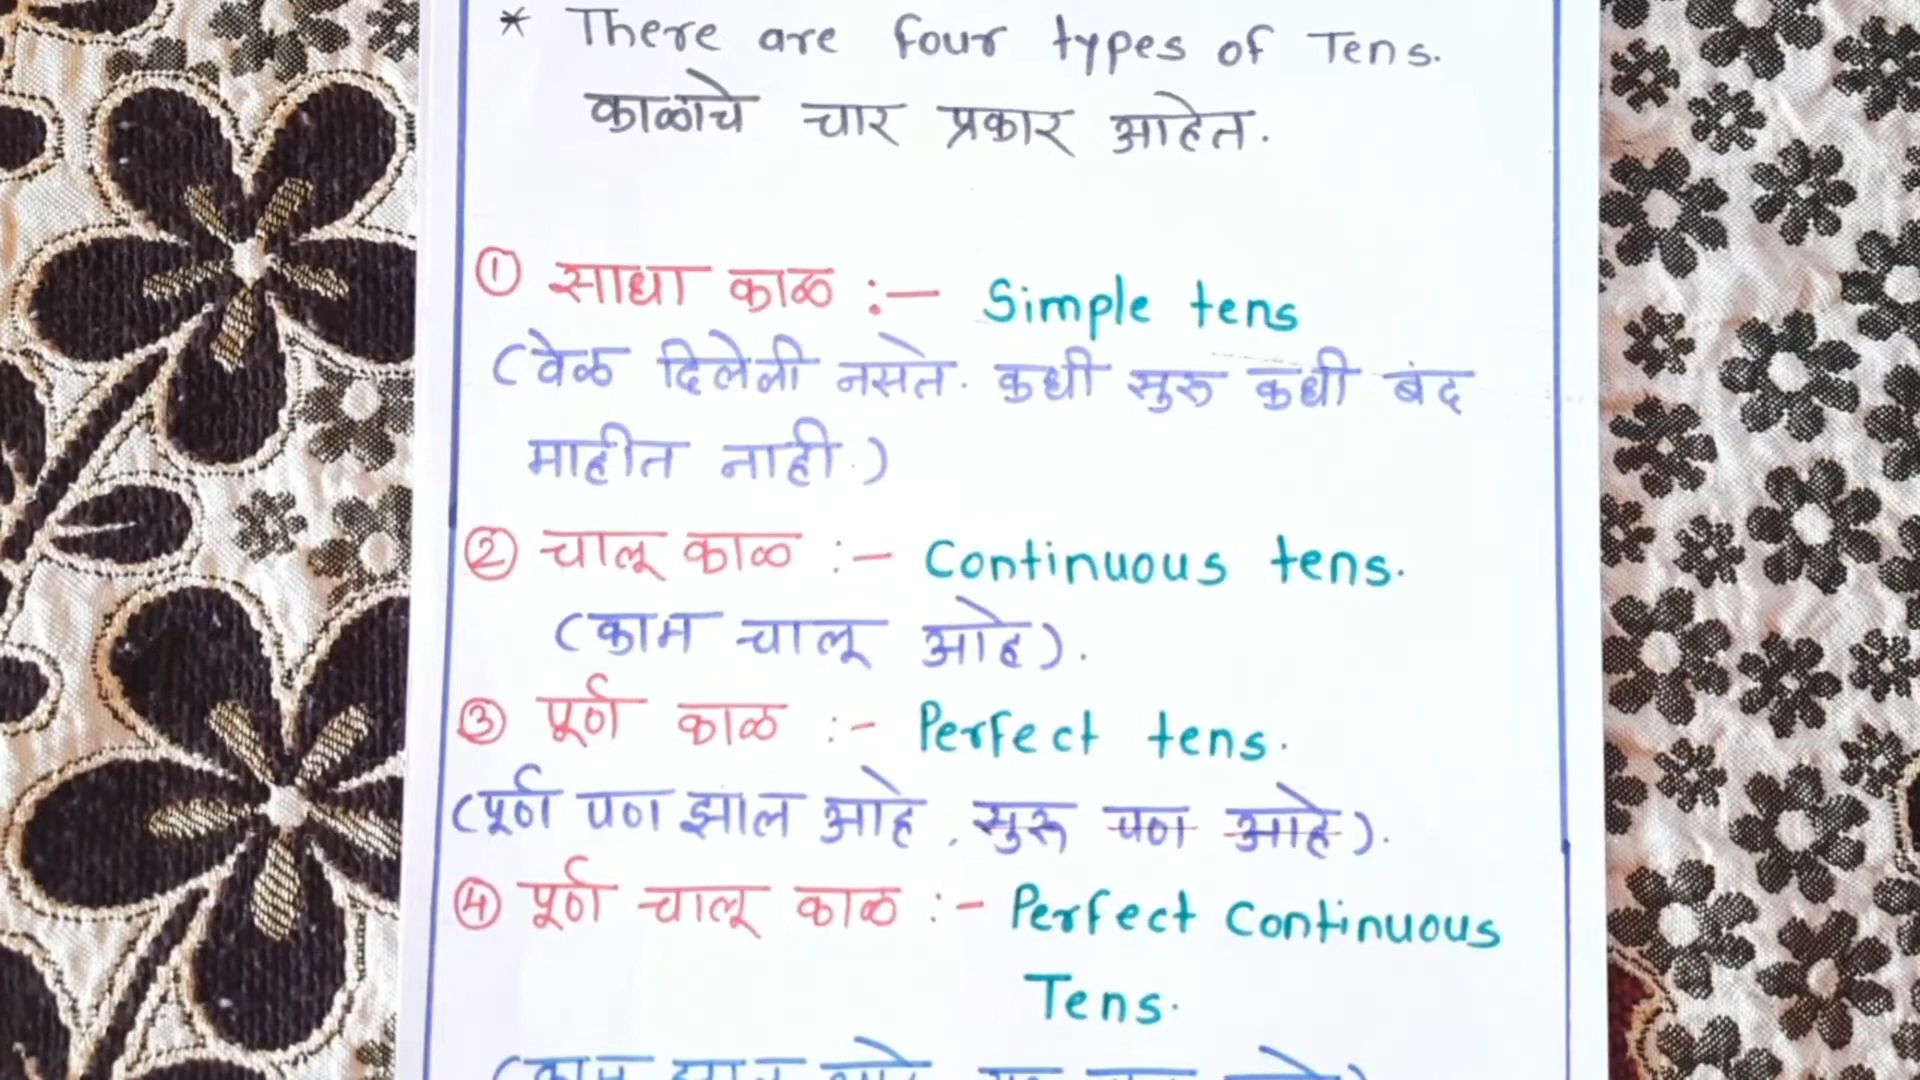 * There are four types of Tens.
काळाचे चार प्रकार आहेत.
① साधा काळ :- Simple tens
(वेळ दिलेली नसते. कधी सुरू कधी बंद
माहीत नाही.)
② चालू काळ :- Continuous tens.
(काम चालू आहे).
③ पूर्ण काळ :- Perfect tens.
(पूर्ण पण झाल आहे, सुरू पण आहे).
④ पूर्ण चालू काळ :- Perfect Continuous
Tens.
(काम झाल आहे